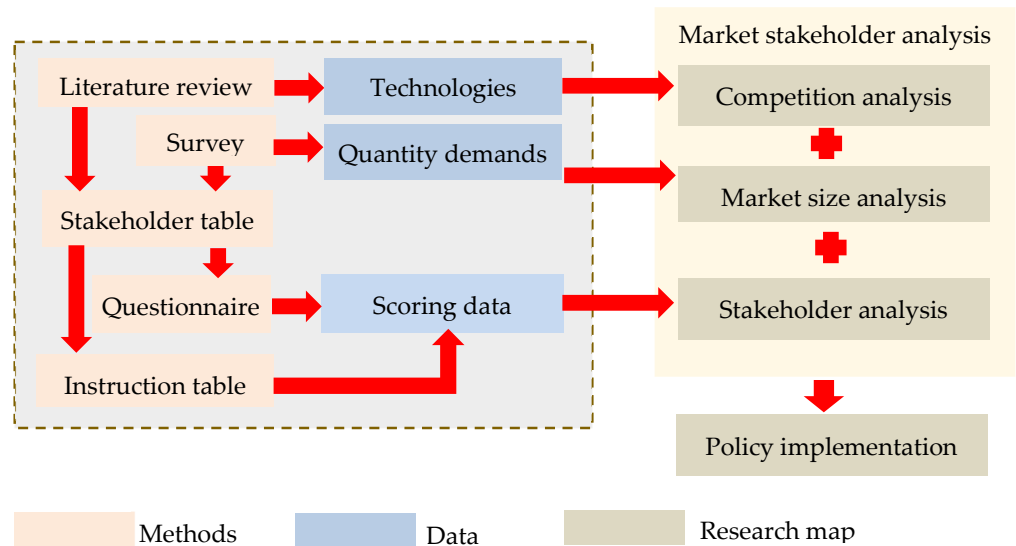 Market stakeholder analysis
Literature review
Technologies
Competition analysis
Survey
Quantity demands
Market size analysis
Stakeholder table
Questionnaire
Scoring data
Stakeholder analysis
Instruction table
Policy implementation
Methods
Data
Research map